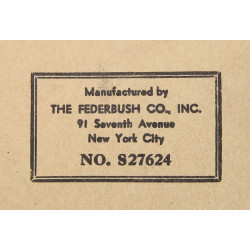 Manufactured by
THE FEDERBUSH CO., INC.
91 Seventh Avenue
New York City
NO. S27624